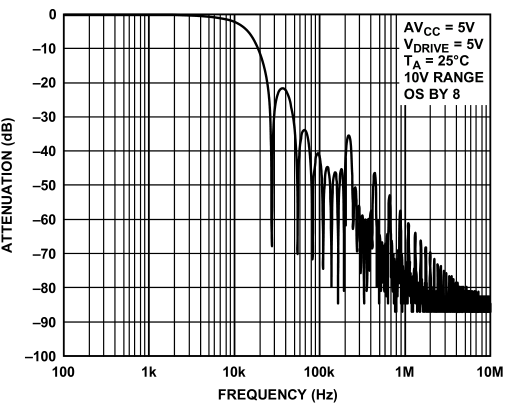 0
–10
–20
–30
–40
–50
–60
–70
–80
–90
–100
ATTENUATION (dB)
AVCC = 5V
VDRIVE = 5V
TA = 25°C
10V RANGE
OS BY 8
100
1k
10k
100k
1M
10M
FREQUENCY (Hz)